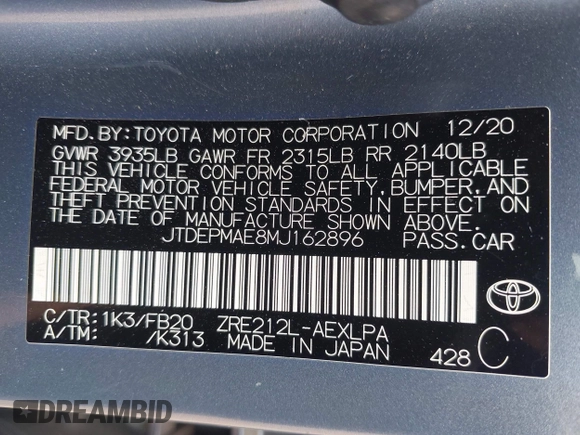 MFD.BY:TOYOTA MOTOR CORPORATION 12/20
GVWR 3935LB GAWR FR 2315LB RR 2140LB
THIS VEHICLE CONFORMS TO ALL APPLICABLE
FEDERAL MOTOR VEHICLE SAFETY,BUMPER,AND
THEFT PREVENTION STANDARDS IN EFFECT ON
THE DATE OF MANUFACTURE SHOWN ABOVE.
JTDEPMAE8MJ162896 PASS.CAR
C/TR:1K3/FB20 ZRE212L-AEXLPA
A/TM: /K313 MADE IN JAPAN 428 C
DREAMBID